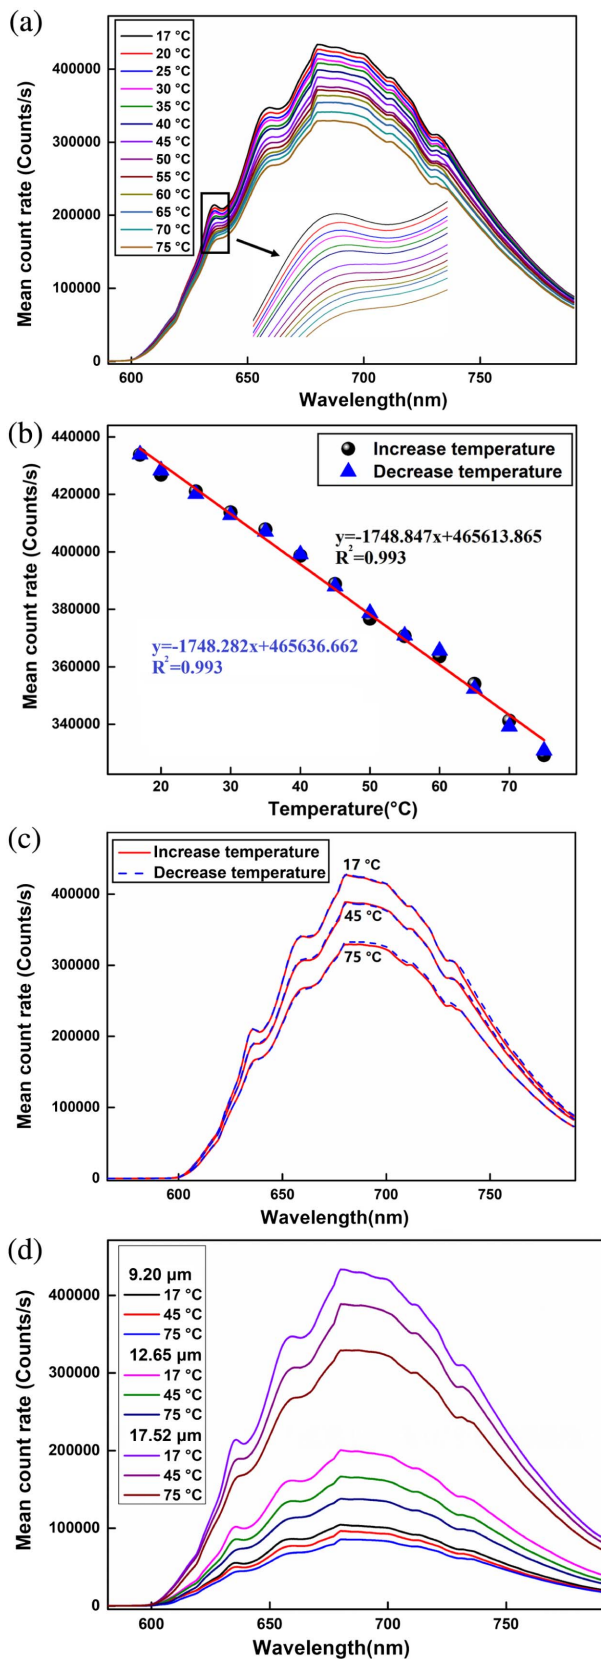 (a)
17 °C
20 °C
25 °C
30 °C
35 °C
40 °C
45 °C
50 °C
55 °C
60 °C
65 °C
70 °C
75 °C
400000
300000
200000
100000
0
Mean count rate (Counts/s)
600
650
700
750
Wavelength(nm)
(b)
Increase temperature
Decrease temperature
y=-1748.847x+465613.865
R²=0.993
y=-1748.282x+465636.662
R²=0.993
440000
420000
400000
380000
360000
340000
Mean count rate (Counts/s)
20
30
40
50
60
70
Temperature(°C)
(c)
Increase temperature
Decrease temperature
17 °C
45 °C
75 °C
400000
300000
200000
100000
0
Mean count rate (Counts/s)
600
650
700
750
Wavelength(nm)
(d)
9.20 μm
17 °C
45 °C
75 °C
12.65 μm
17 °C
45 °C
75 °C
17.52 μm
17 °C
45 °C
75 °C
400000
300000
200000
100000
0
Mean count rate (Counts/s)
600
650
700
750
Wavelength(nm)